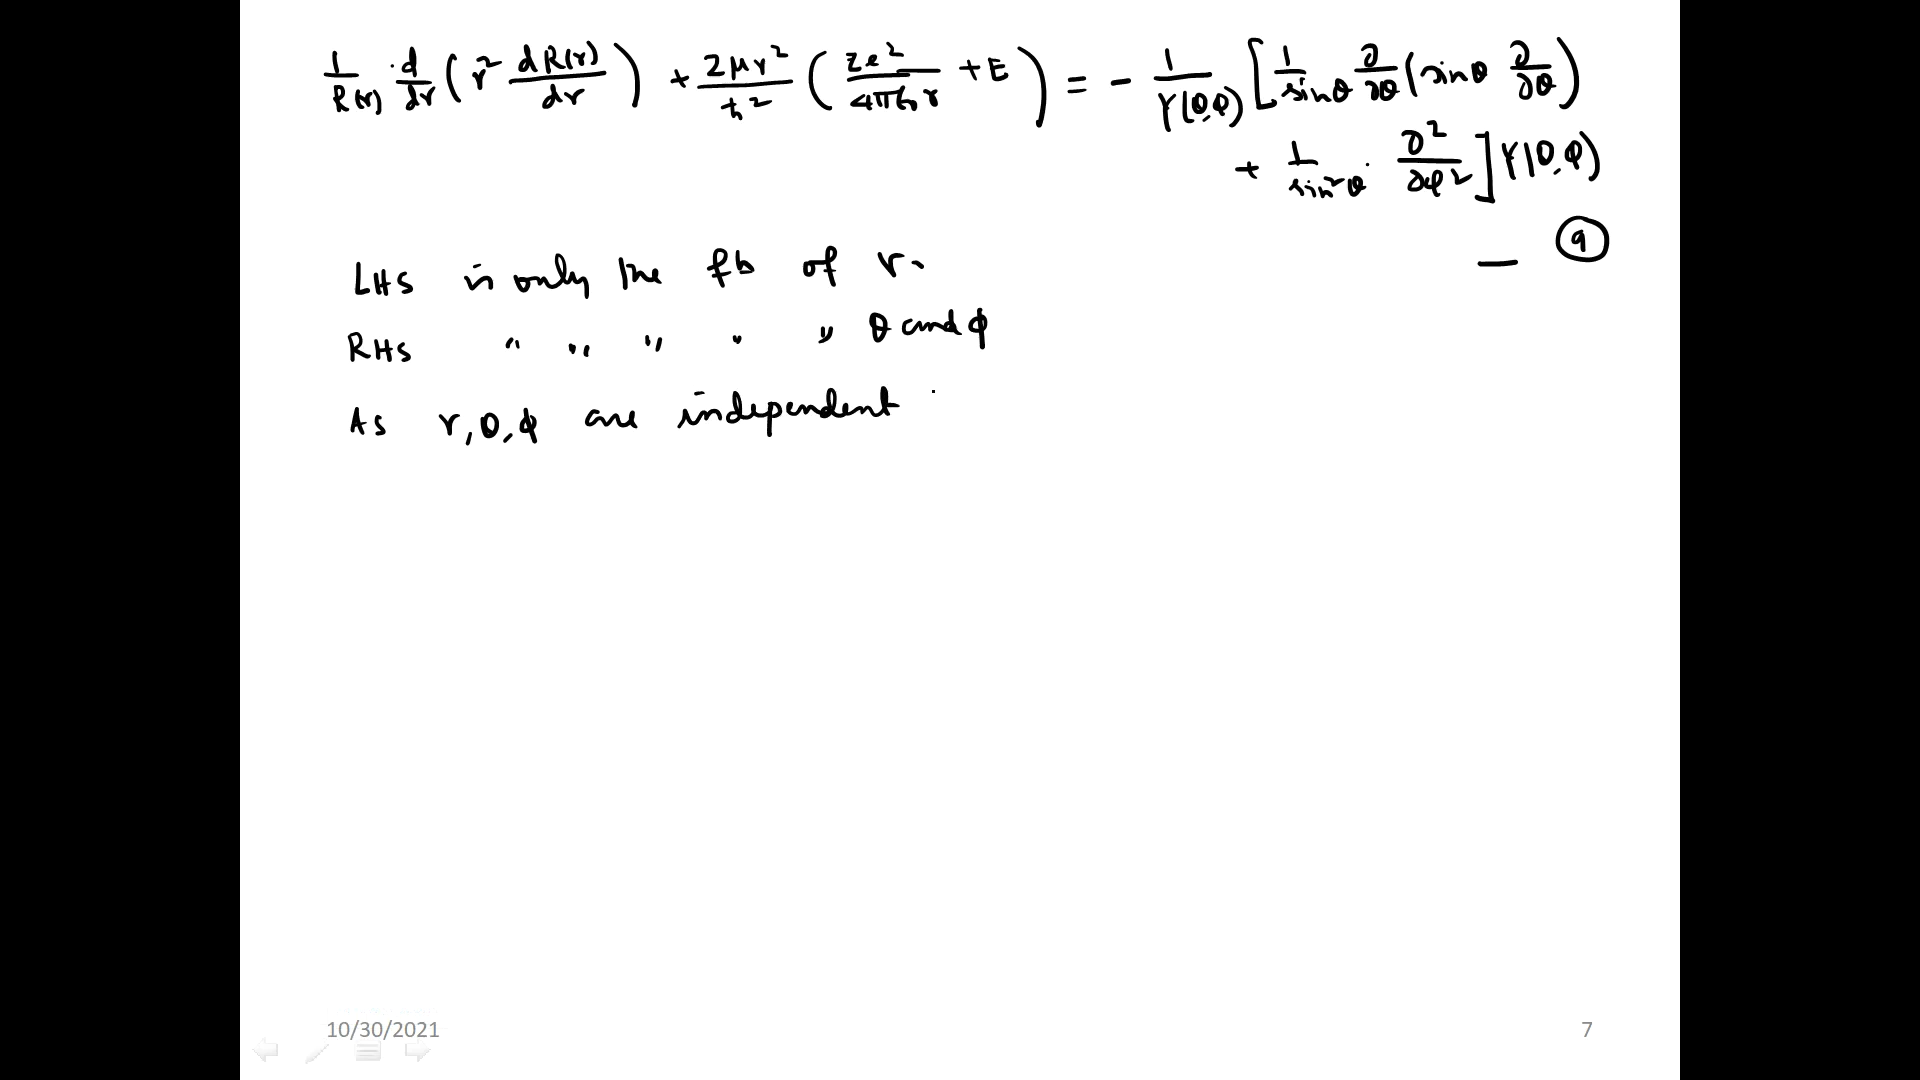 1/R(r) · d/dr (r² dR(r)/dr) + 2μr²/ħ² (Ze²/4πε₀r + E) = - 1/Y(θ,φ) [1/sinθ ∂/∂θ (sinθ ∂/∂θ)
+ 1/sin²θ · ∂²/∂φ²] Y(θ,φ)
— ⑨
LHS is only the fn of r.
RHS " " " " " θ and φ
As r, θ, φ are independent
10/30/2021 7